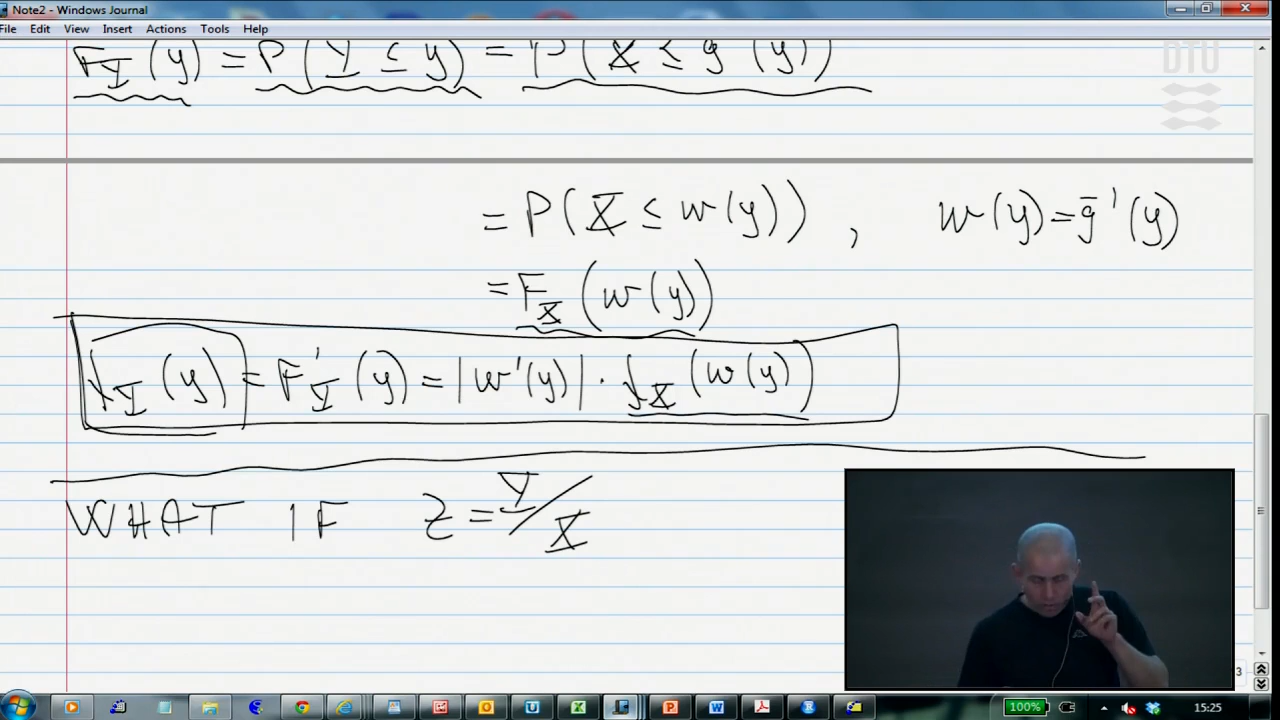 Note2 - Windows Journal
File Edit View Insert Actions Tools Help
F_Y(y) = P(Y ≤ y) = P(X ≤ g (y))
DTU
= P(X ≤ w(y)) , w(y) = g⁻¹(y)
= F_X(w(y))
f_Y(y) = F'_Y(y) = |w'(y)| · f_X(w(y))
WHAT IF Z = Y/X
3
100% 15:25